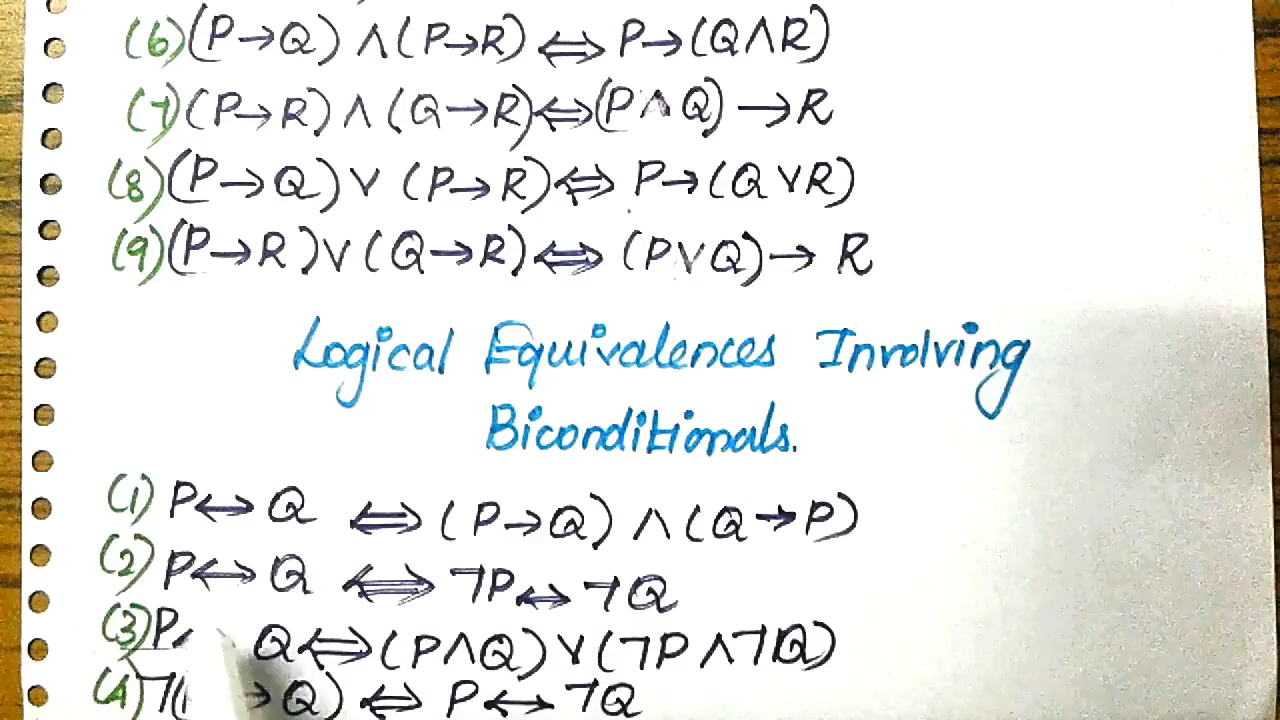 (6) (P→Q) ∧ (P→R) ⇔ P→(Q∧R)
(7) (P→R) ∧ (Q→R) ⇔ (P∧Q) → R
(8) (P→Q) ∨ (P→R) ⇔ P→(Q∨R)
(9) (P→R) ∨ (Q→R) ⇔ (P∨Q) → R
Logical Equivalences Involving
Biconditionals.
(1) P↔Q ⇔ (P→Q) ∧ (Q→P)
(2) P↔Q ⇔ ¬P↔¬Q
(3) P Q ⇔ (P∧Q) ∨ (¬P∧¬Q)
(4) ¬( Q) ⇔ P↔¬Q